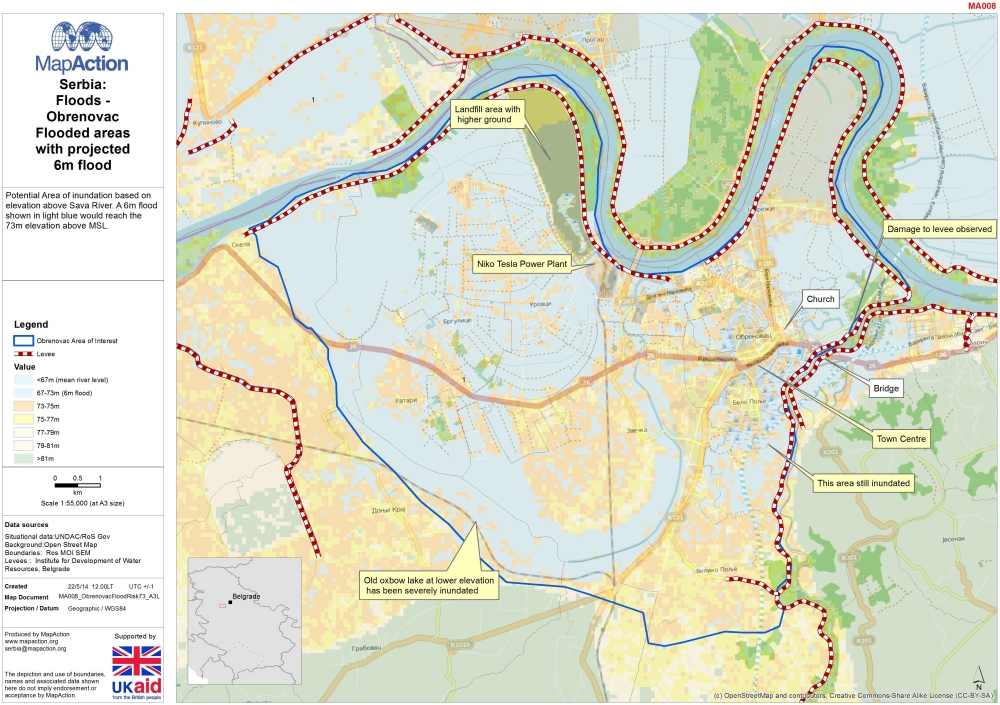 MA008
MapAction
Serbia:
Floods -
Obrenovac
Flooded areas
with projected
6m flood
Potential Area of inundation based on
elevation above Sava River. A 6m flood
shown in light blue would reach the
73m elevation above MSL.
Legend
Obrenovac Area of Interest
Levee
Value
<67m (mean river level)
67-73m (6m flood)
73-75m
75-77m
77-79m
79-81m
>81m
0 0.5 1
km
Scale 1:55,000 (at A3 size)
Data sources
Situational data:UNDAC/RoS Gov
Background:Open Street Map
Boundaries: Ros MOI SEM
Levees : Institute for Development of Water
Resources, Belgrade
Created 22/5/14 12.00LT UTC +/-1
Map Document MA008_ObrenovacFloodRisk73_A3L
Projection / Datum Geographic / WGS84
Produced by MapAction
www.mapaction.org
serbia@mapaction.org
Supported by
The depiction and use of boundaries,
names and associated data shown
here do not imply endorsement or
acceptance by MapAction.
UKaid
from the British people
Прогар
1
Landfill area with
higher ground
Купиново
Damage to levee observed
Скела
Niko Tesla Power Plant
Church
Уровци
Бргулице
Обреновац
26
26
26
26
Bridge
1
Ратари
Бело Поље
Звечка
Town Centre
This area still inundated
Доњи Крај
Јасеная
Old oxbow lake at lower elevation
has been severely inundated
Велико Поље
Belgrade
Грабовац
N
(c) OpenStreetMap and contributors, Creative Commons-Share Alike License (CC-BY-SA)